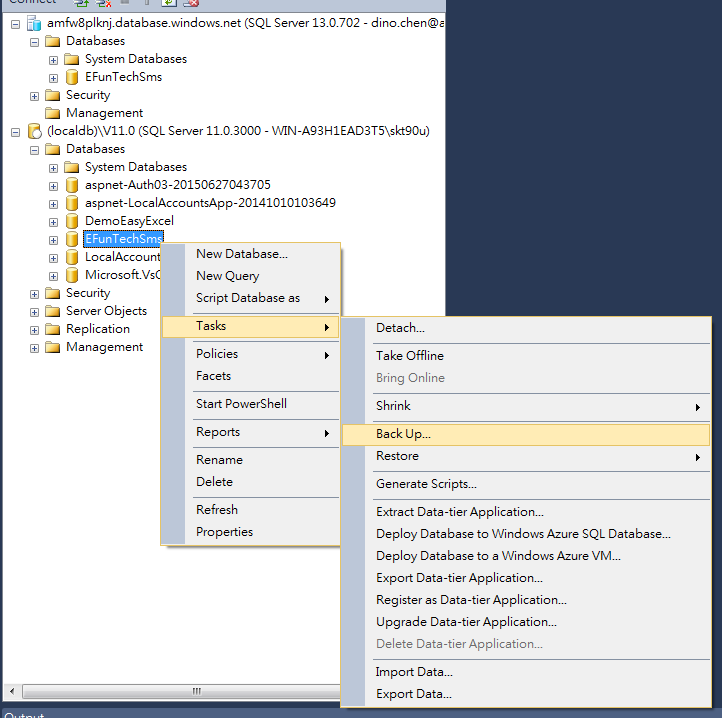 Connect
amfw8plknj.database.windows.net (SQL Server 13.0.702 - dino.chen@a
Databases
System Databases
EFunTechSms
Security
Management
(localdb)\V11.0 (SQL Server 11.0.3000 - WIN-A93H1EAD3T5\skt90u)
Databases
System Databases
aspnet-Auth03-20150627043705
aspnet-LocalAccountsApp-20141010103649
DemoEasyExcel
EFunTechSms
LocalAccount
Microsoft.VsC
Security
Server Objects
Replication
Management
New Database...
New Query
Script Database as
Tasks
Policies
Facets
Start PowerShell
Reports
Rename
Delete
Refresh
Properties
Detach...
Take Offline
Bring Online
Shrink
Back Up...
Restore
Generate Scripts...
Extract Data-tier Application...
Deploy Database to Windows Azure SQL Database...
Deploy Database to a Windows Azure VM...
Export Data-tier Application...
Register as Data-tier Application...
Upgrade Data-tier Application...
Delete Data-tier Application...
Import Data...
Export Data...
Output